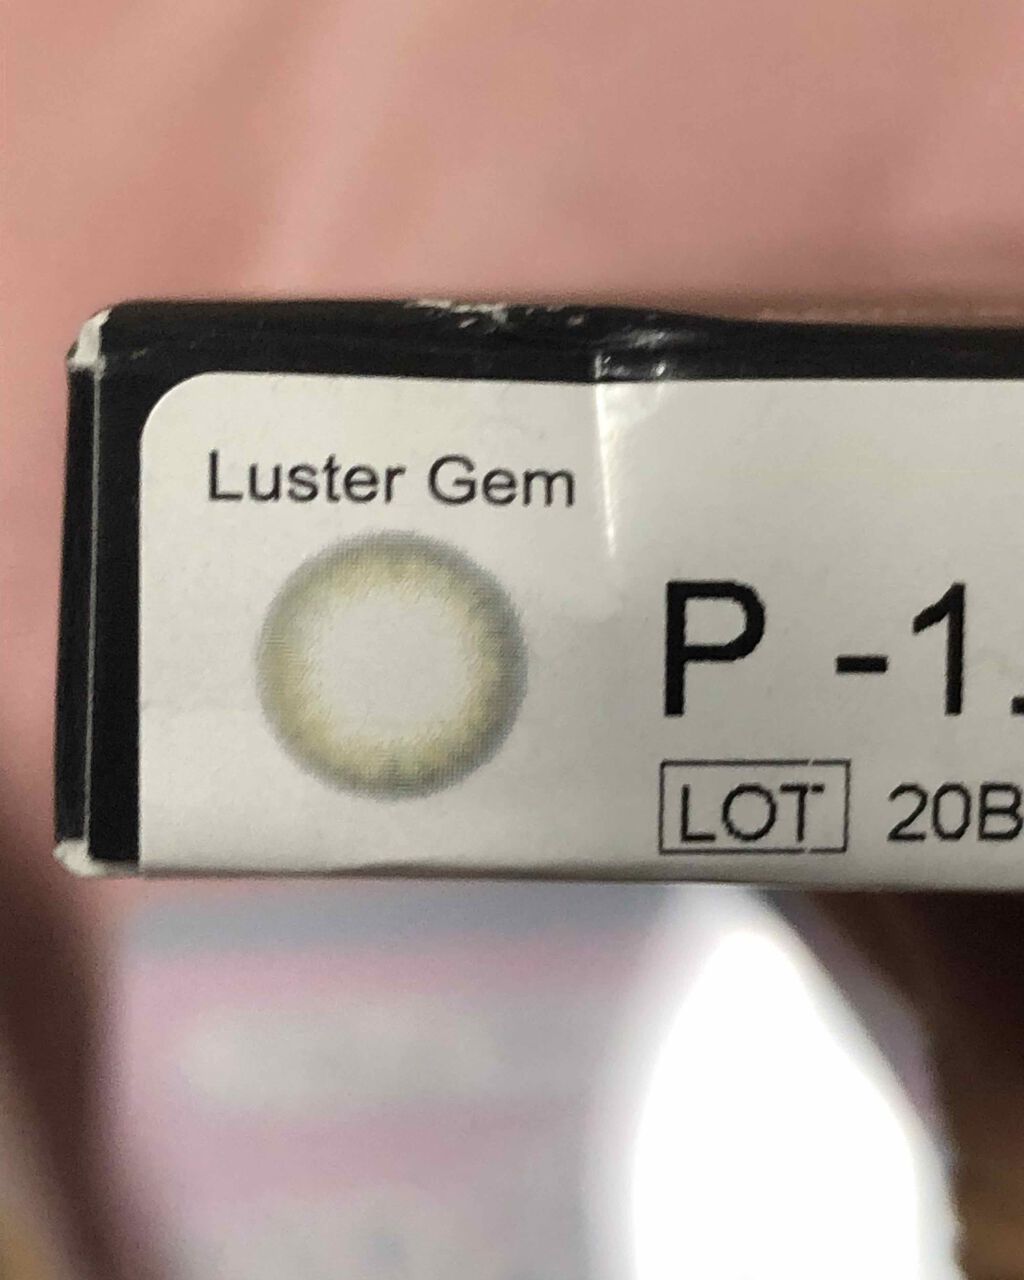 Luster Gem
P -1.
LOT 20B